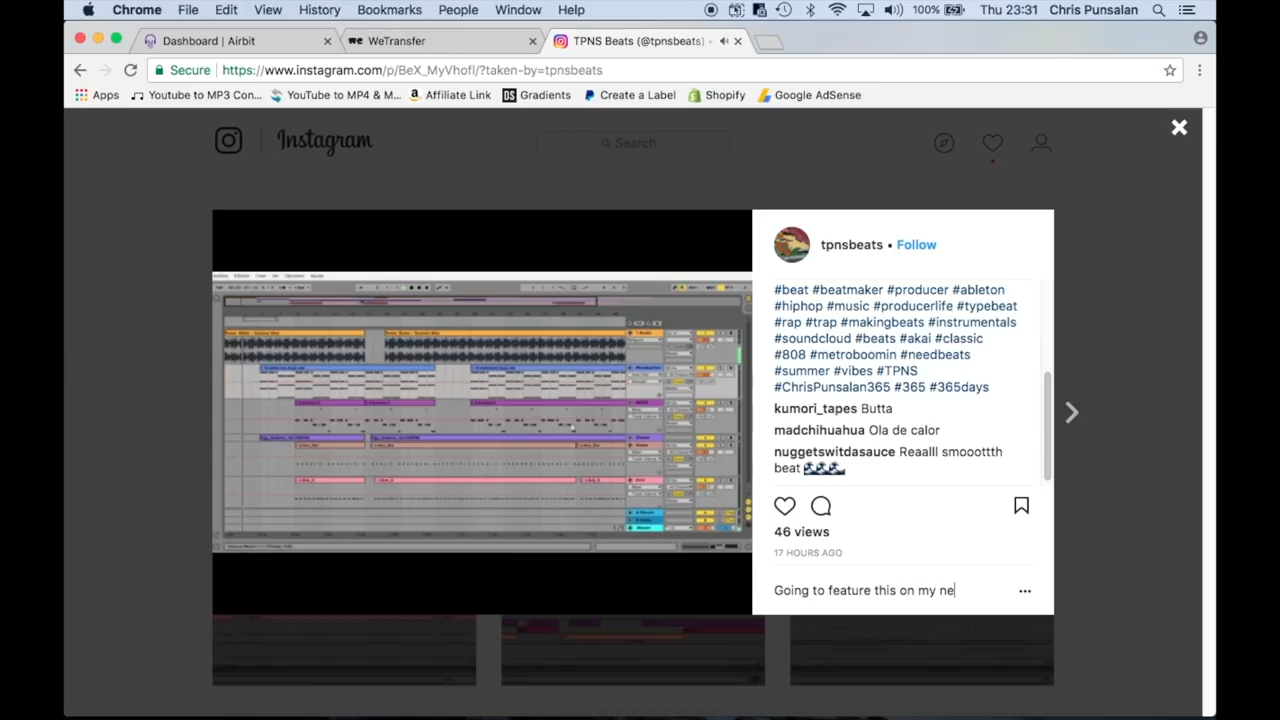 Chrome File Edit View History Bookmarks People Window Help 100% Thu 23:31 Chris Punsalan
Dashboard | Airbit
WeTransfer
TPNS Beats (@tpnsbeats) ·
Secure https://www.instagram.com/p/BeX_MyVhofI/?taken-by=tpnsbeats
Apps Youtube to MP3 Con... YouTube to MP4 & M... Affiliate Link Gradients Create a Label Shopify Google AdSense
Instagram
Search
tpnsbeats • Follow
#beat #beatmaker #producer #ableton
#hiphop #music #producerlife #typebeat
#rap #trap #makingbeats #instrumentals
#soundcloud #beats #akai #classic
#808 #metroboomin #needbeats
#summer #vibes #TPNS
#ChrisPunsalan365 #365 #365days
kumori_tapes Butta
madchihuahua Ola de calor
nuggetswitdasauce Reaalll smooottth
beat 🌊🌊🌊
46 views
17 HOURS AGO
Going to feature this on my ne